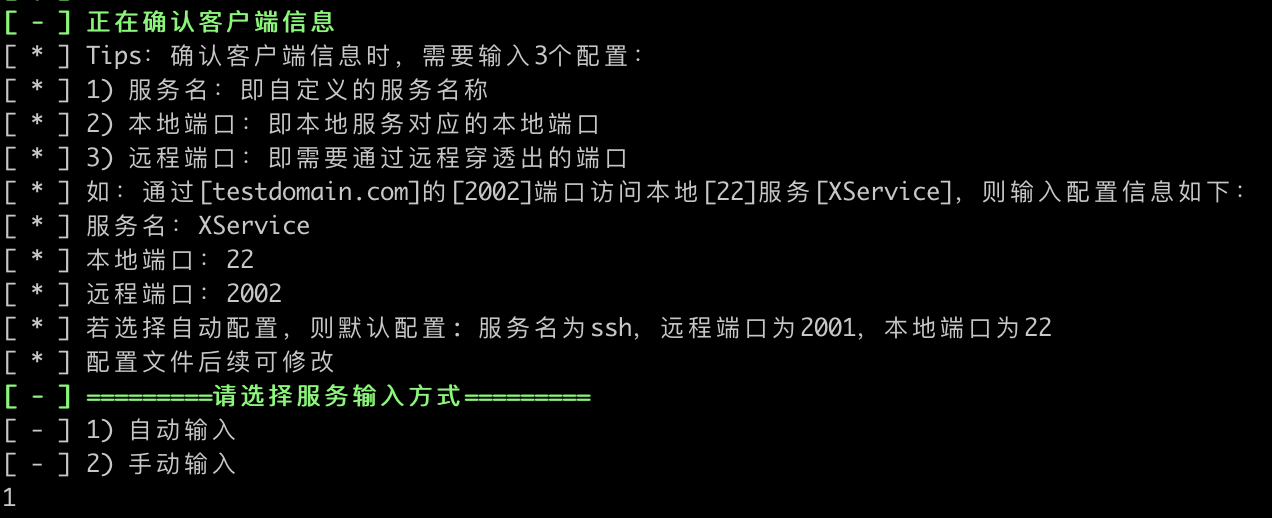 [ - ] 正在确认客户端信息
[ * ] Tips: 确认客户端信息时, 需要输入3个配置:
[ * ] 1) 服务名: 即自定义的服务名称
[ * ] 2) 本地端口: 即本地服务对应的本地端口
[ * ] 3) 远程端口: 即需要通过远程穿透出的端口
[ * ] 如: 通过[testdomain.com]的[2002]端口访问本地[22]服务[XService], 则输入配置信息如下:
[ * ] 服务名: XService
[ * ] 本地端口: 22
[ * ] 远程端口: 2002
[ * ] 若选择自动配置, 则默认配置: 服务名为ssh, 远程端口为2001, 本地端口为22
[ * ] 配置文件后续可修改
[ - ] =========请选择服务输入方式=========
[ - ] 1) 自动输入
[ - ] 2) 手动输入
1